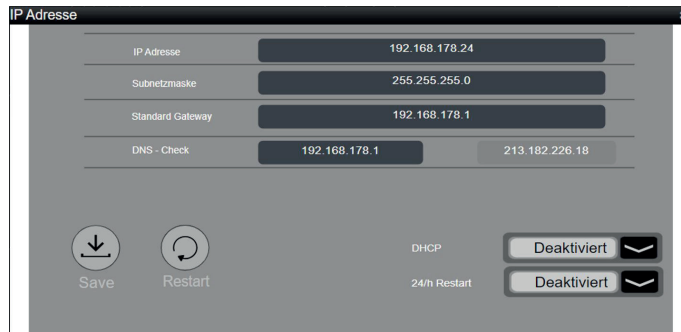 IP Adresse
IP Adresse 192.168.178.24
Subnetzmaske 255.255.255.0
Standard Gateway 192.168.178.1
DNS - Check 192.168.178.1 213.182.226.18
DHCP Deaktiviert
Save Restart 24/h Restart Deaktiviert